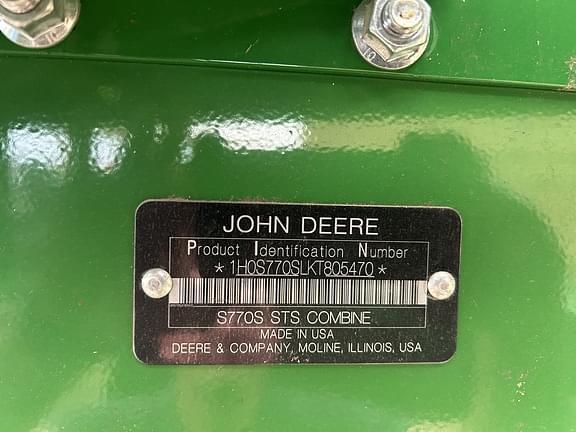 JOHN DEERE
Product Identification Number
*1H0S770SLKT805470*
S770S STS COMBINE
MADE IN USA
DEERE & COMPANY, MOLINE, ILLINOIS, USA